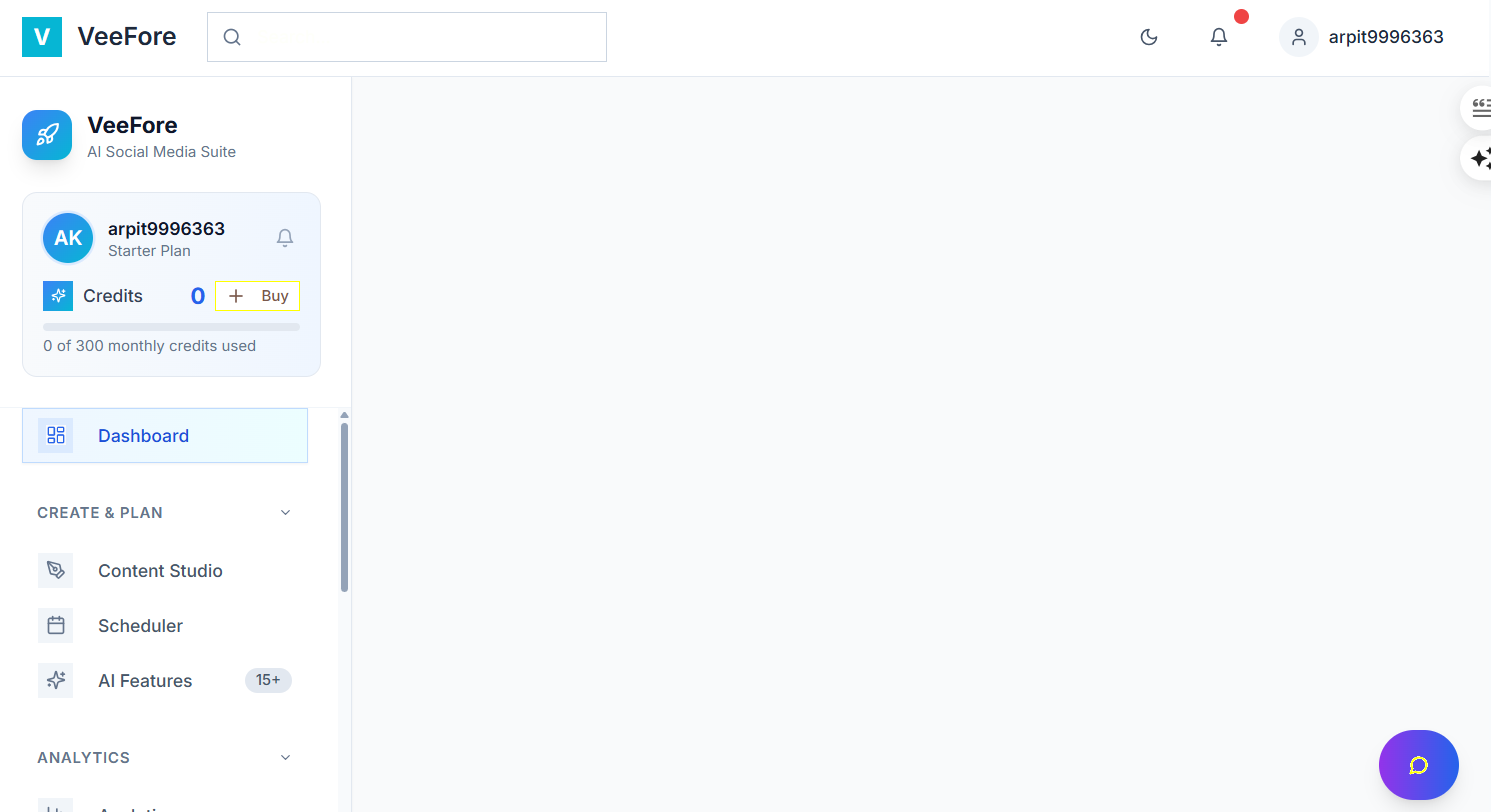 V VeeFore
arpit9996363
VeeFore
AI Social Media Suite
AK
arpit9996363
Starter Plan
Credits 0 Buy
0 of 300 monthly credits used
Dashboard
CREATE & PLAN
Content Studio
Scheduler
AI Features 15+
ANALYTICS